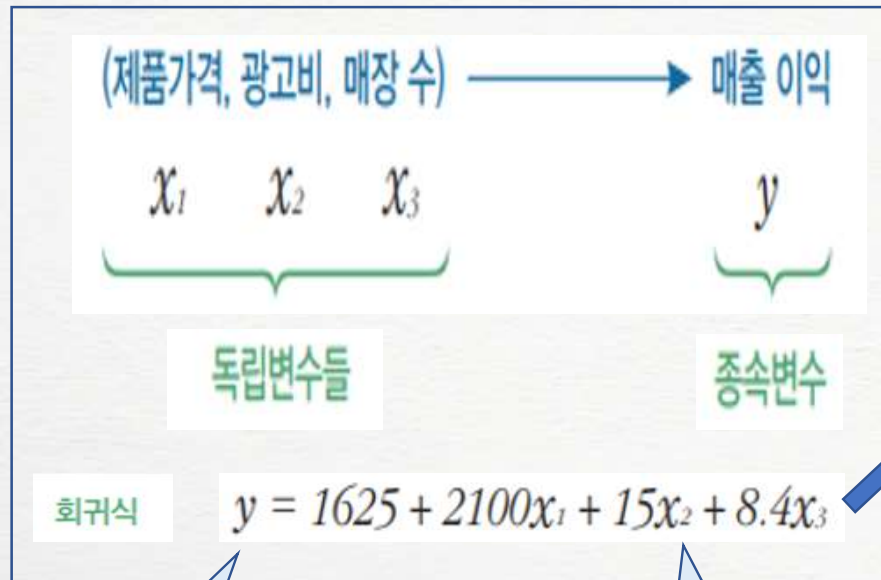 (제품가격, 광고비, 매장 수) → 매출 이익
x₁ x₂ x₃ y
독립변수들 종속변수
회귀식 y = 1625 + 2100x₁ + 15x₂ + 8.4x₃